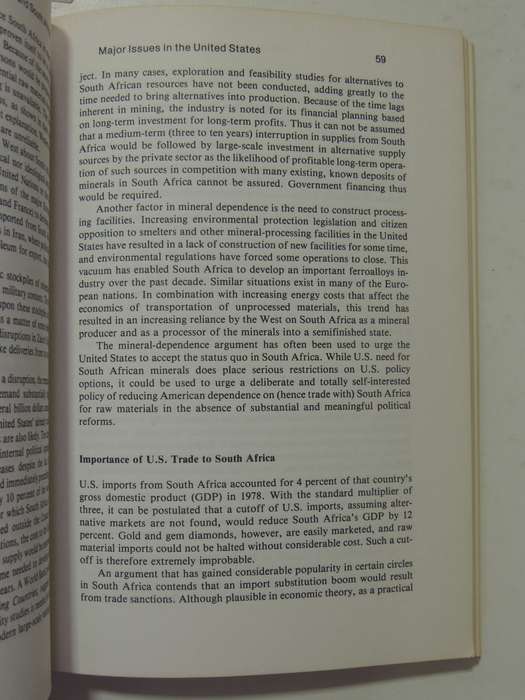 Major Issues in the United States
59
ject. In many cases, exploration and feasibility studies for alternatives to
South African resources have not been conducted, adding greatly to the
time needed to bring alternatives into production. Because of the time lags
inherent in mining, the industry is noted for its financial planning based
on long-term investment for long-term profits. Thus it can not be assumed
that a medium-term (three to ten years) interruption in supplies from South
Africa would be followed by large-scale investment in alternative supply
sources by the private sector as the likelihood of profitable long-term opera-
tion of such sources in competition with many existing, known deposits of
minerals in South Africa cannot be assured. Government financing thus
would be required.
Another factor in mineral dependence is the need to construct process-
ing facilities. Increasing environmental protection legislation and citizen
opposition to smelters and other mineral-processing facilities in the United
States have resulted in a lack of construction of new facilities for some time,
and environmental regulations have forced some operations to close. This
vacuum has enabled South Africa to develop an important ferroalloys in-
dustry over the past decade. Similar situations exist in many of the Euro-
pean nations. In combination with increasing energy costs that affect the
economics of transportation of unprocessed materials, this trend has
resulted in an increasing reliance by the West on South Africa as a mineral
producer and as a processor of the minerals into a semifinished state.
The mineral-dependence argument has often been used to urge the
United States to accept the status quo in South Africa. While U.S. need for
South African minerals does place serious restrictions on U.S. policy
options, it could be used to urge a deliberate and totally self-interested
policy of reducing American dependence on (hence trade with) South Africa
for raw materials in the absence of substantial and meaningful political
reforms.
Importance of U.S. Trade to South Africa
U.S. imports from South Africa accounted for 4 percent of that country's
gross domestic product (GDP) in 1978. With the standard multiplier of
three, it can be postulated that a cutoff of U.S. imports, assuming alter-
native markets are not found, would reduce South Africa's GDP by 12
percent. Gold and gem diamonds, however, are easily marketed, and raw
material imports could not be halted without considerable cost. Such a cut-
off is therefore extremely improbable.
An argument that has gained considerable popularity in certain circles
in South Africa contends that an import substitution boom would result
from trade sanctions. Although plausible in economic theory, as a practical